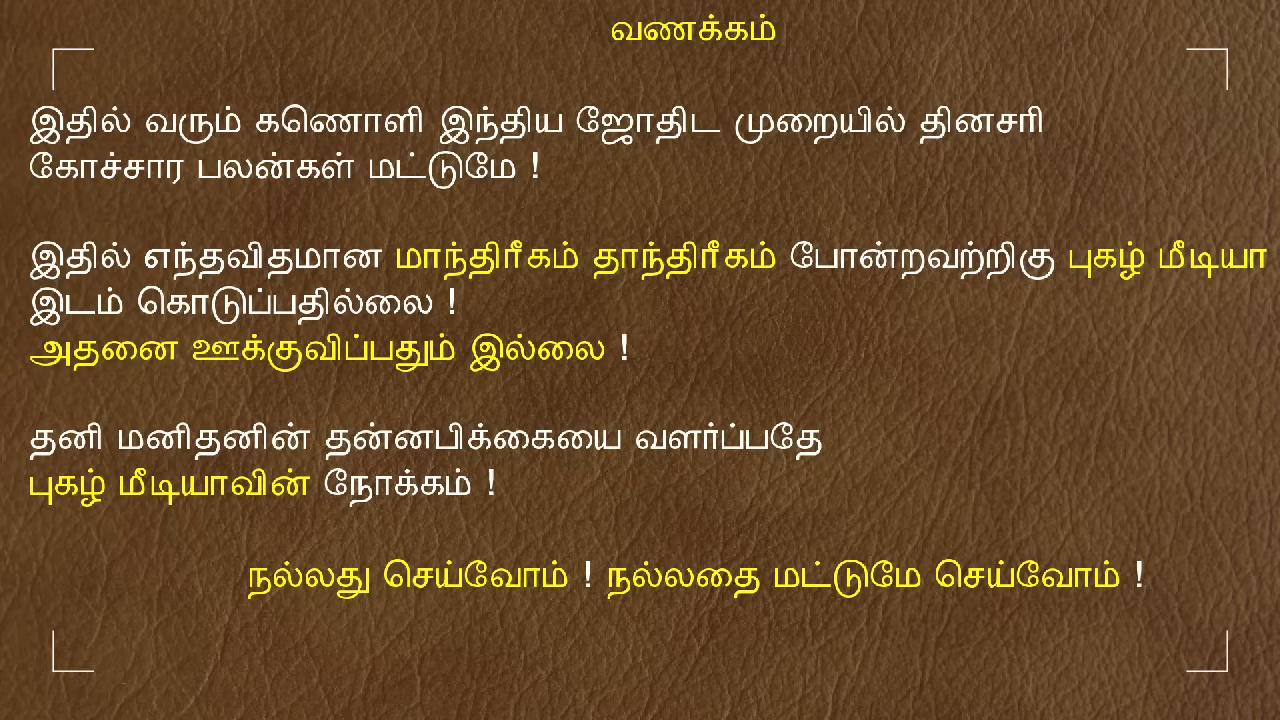 வணக்கம்
இதில் வரும் கணொளி இந்திய ஜோதிட முறையில் தினசரி
கோச்சார பலன்கள் மட்டுமே !
இதில் எந்தவிதமான மாந்திரீகம் தாந்திரீகம் போன்றவற்றிகு புகழ் மீடியா
இடம் கொடுப்பதில்லை !
அதனை ஊக்குவிப்பதும் இல்லை !
தனி மனிதனின் தன்னபிக்கையை வளர்ப்பதே
புகழ் மீடியாவின் நோக்கம் !
நல்லது செய்வோம் ! நல்லதை மட்டுமே செய்வோம் !